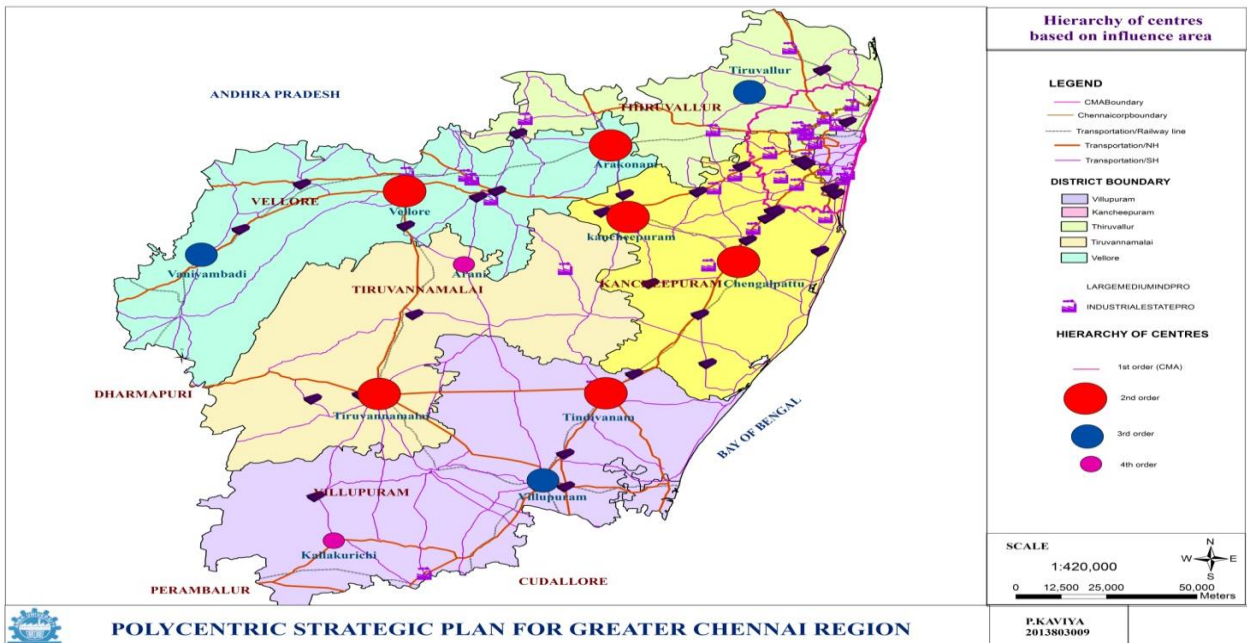 Hierarchy of centres
based on influence area
LEGEND
CMABoundary
Chennaicorpboundary
Transportation/Railway line
Transportation/NH
Transportation/SH
DISTRICT BOUNDARY
Villupuram
Kancheepuram
Thiruvallur
Tiruvannamalai
Vellore
LARGEMEDIUMINDPRO
INDUSTRIALESTATEPRO
HIERARCHY OF CENTRES
1st order (CMA)
2nd order
3rd order
4th order
SCALE
1:420,000
N
W E
S
0 12,500 25,000 50,000
Meters
Tiruvallur
ANDHRA PRADESH
THIRUVALLUR
Arakonam
VELLORE
Vellore
kancheepuram
Vaniyambadi
Arani
TIRUVANNAMALAI
KANCHEEPURAM
Chengalpattu
DHARMAPURI
Tiruvannamalai
Tindivanam
BAY OF BENGAL
VILLUPURAM
Villupuram
Kallakurichi
PERAMBALUR
CUDALLORE
POLYCENTRIC STRATEGIC PLAN FOR GREATER CHENNAI REGION
P.KAVIYA
2013803009